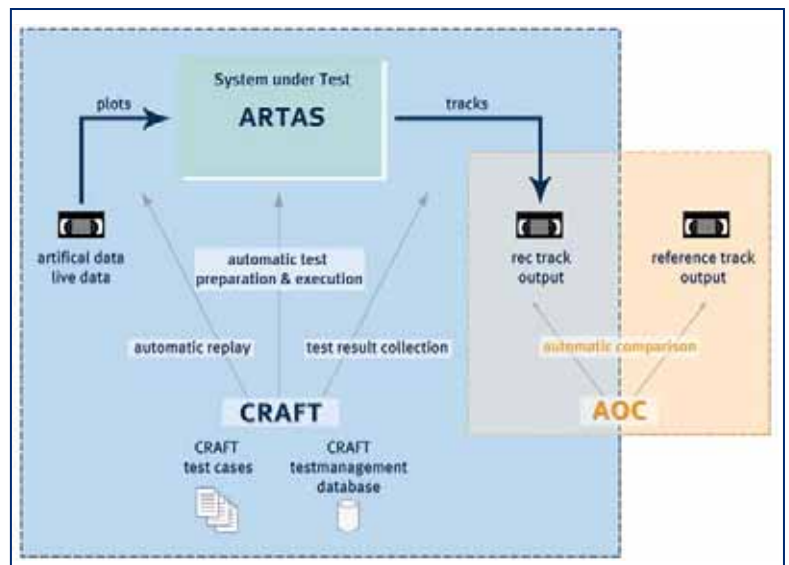 System under Test
ARTAS
plots
tracks
artifical data
live data
automatic test
preparation & execution
rec track
output
reference track
output
automatic replay
test result collection
automatic comparison
CRAFT
AOC
CRAFT
test cases
CRAFT
testmanagement
database